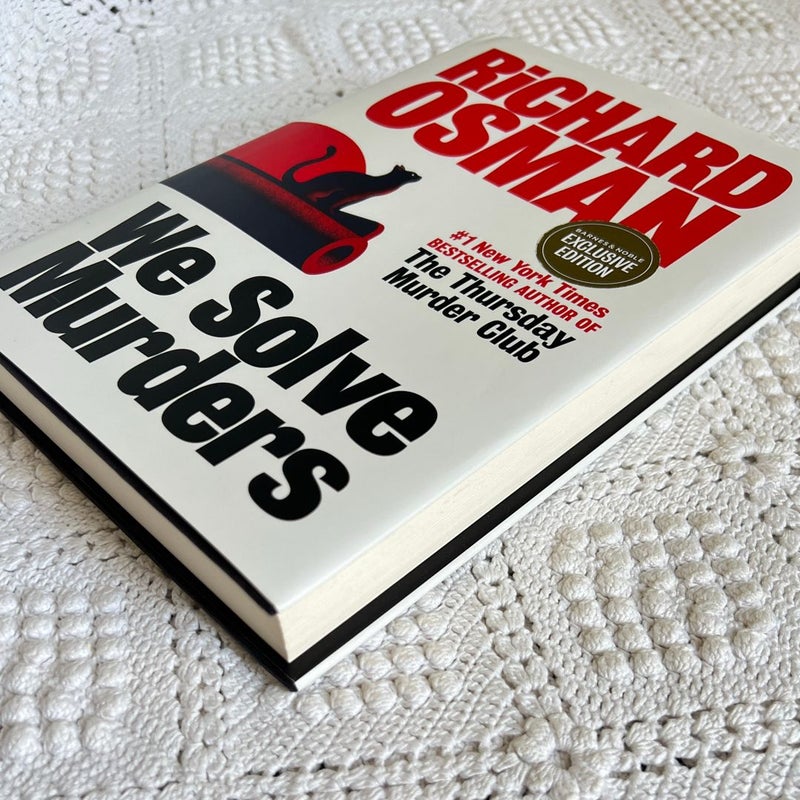 RiCHARD
OSMAN
BARNES & NOBLE
EXCLUSIVE
EDITION
#1 New York Times
BESTSELLING AUTHOR OF
The Thursday
Murder Club
We Solve
Murders